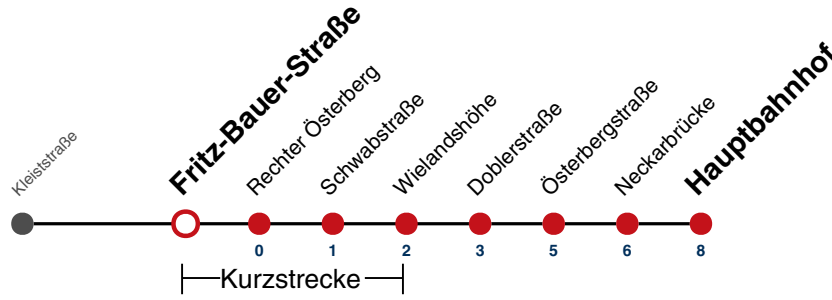 Kleiststraße
Fritz-Bauer-Straße
Rechter Österberg
Schwabstraße
Wielandshöhe
Doblerstraße
Österbergstraße
Neckarbrücke
Hauptbahnhof
0 1 2 3 5 6 8
Kurzstrecke